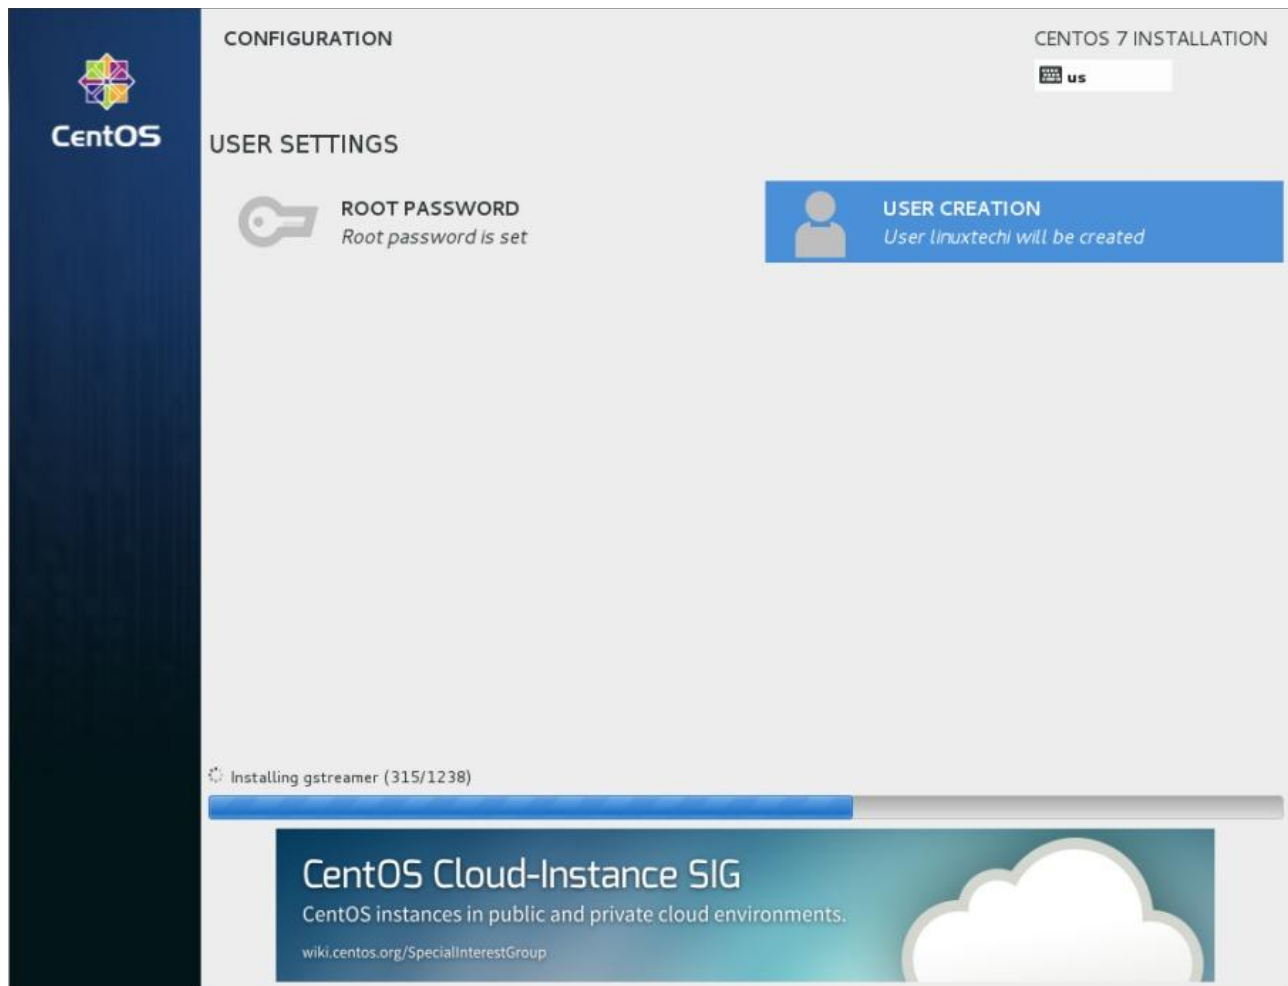 CONFIGURATION
CENTOS 7 INSTALLATION
us
CentOS
USER SETTINGS
ROOT PASSWORD
Root password is set
USER CREATION
User linuxtechi will be created
Installing gstreamer (315/1238)
CentOS Cloud-Instance SIG
CentOS instances in public and private cloud environments.
wiki.centos.org/SpecialInterestGroup